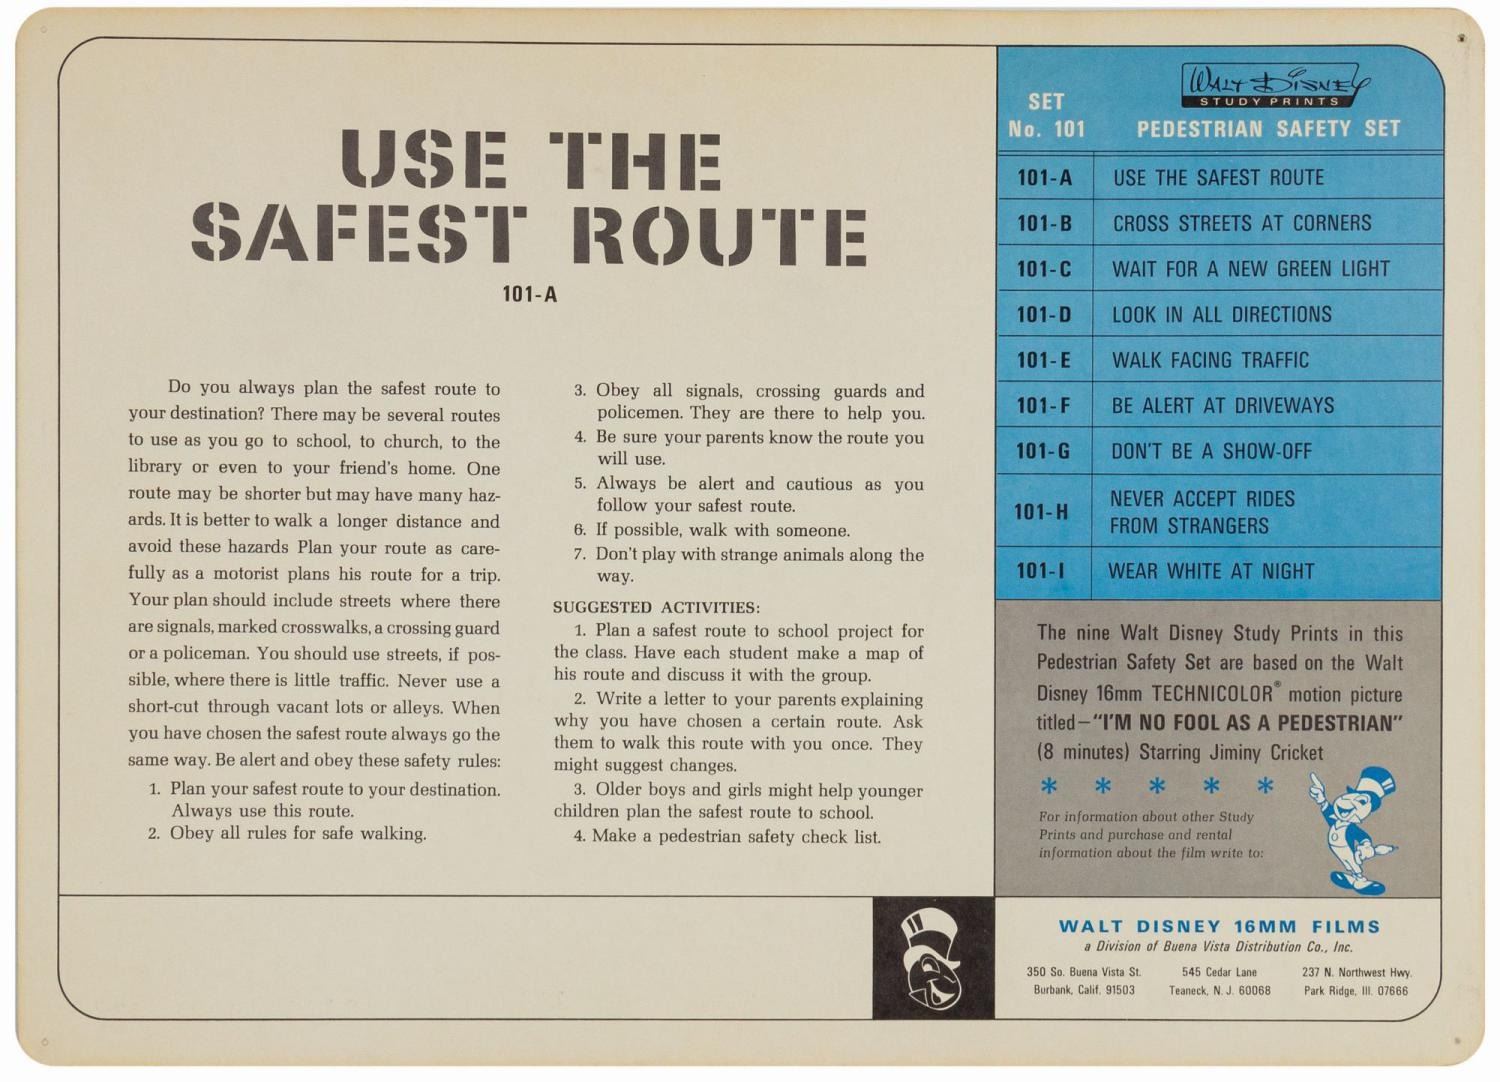 USE THE
SAFEST ROUTE
101-A
Do you always plan the safest route to
your destination? There may be several routes
to use as you go to school, to church, to the
library or even to your friend's home. One
route may be shorter but may have many haz-
ards. It is better to walk a longer distance and
avoid these hazards Plan your route as care-
fully as a motorist plans his route for a trip.
Your plan should include streets where there
are signals, marked crosswalks, a crossing guard
or a policeman. You should use streets, if pos-
sible, where there is little traffic. Never use a
short-cut through vacant lots or alleys. When
you have chosen the safest route always go the
same way. Be alert and obey these safety rules:
1. Plan your safest route to your destination.
Always use this route.
2. Obey all rules for safe walking.
3. Obey all signals, crossing guards and
policemen. They are there to help you.
4. Be sure your parents know the route you
will use.
5. Always be alert and cautious as you
follow your safest route.
6. If possible, walk with someone.
7. Don't play with strange animals along the
way.
SUGGESTED ACTIVITIES:
1. Plan a safest route to school project for
the class. Have each student make a map of
his route and discuss it with the group.
2. Write a letter to your parents explaining
why you have chosen a certain route. Ask
them to walk this route with you once. They
might suggest changes.
3. Older boys and girls might help younger
children plan the safest route to school.
4. Make a pedestrian safety check list.
WALT DISNEY
STUDY PRINTS
SET
No. 101 PEDESTRIAN SAFETY SET
101-A USE THE SAFEST ROUTE
101-B CROSS STREETS AT CORNERS
101-C WAIT FOR A NEW GREEN LIGHT
101-D LOOK IN ALL DIRECTIONS
101-E WALK FACING TRAFFIC
101-F BE ALERT AT DRIVEWAYS
101-G DON'T BE A SHOW-OFF
101-H NEVER ACCEPT RIDES
FROM STRANGERS
101-I WEAR WHITE AT NIGHT
The nine Walt Disney Study Prints in this
Pedestrian Safety Set are based on the Walt
Disney 16mm TECHNICOLOR® motion picture
titled—"I'M NO FOOL AS A PEDESTRIAN"
(8 minutes) Starring Jiminy Cricket
* * * * *
For information about other Study
Prints and purchase and rental
information about the film write to:
WALT DISNEY 16MM FILMS
a Division of Buena Vista Distribution Co., Inc.
350 So. Buena Vista St. 545 Cedar Lane 237 N. Northwest Hwy.
Burbank, Calif. 91503 Teaneck, N. J. 60068 Park Ridge, Ill. 07666